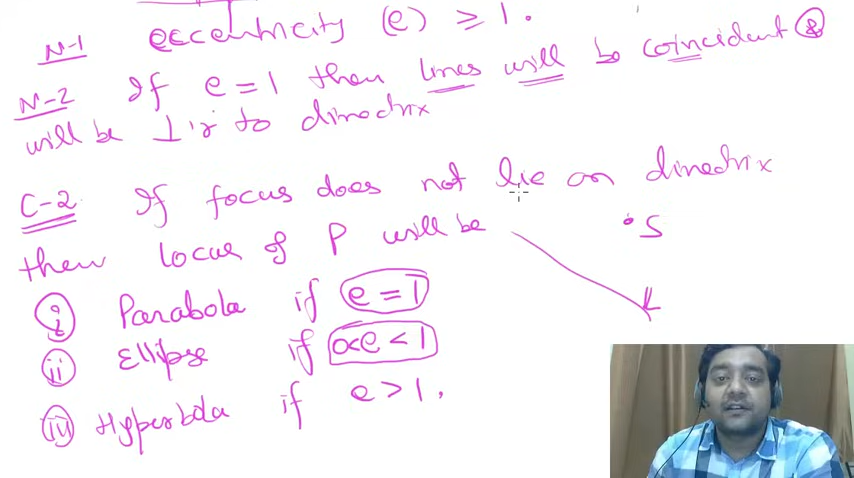 eccentricity (e) ≥ 1.
N-1
N-2 If e = 1 then lines will be coincident &
will be ⊥'r to directrix
C-2 If focus does not lie on directrix
then locus of P will be
• S
(i) Parabola if e = 1
(ii) Ellipse if 0<e < 1
(iii) Hyperbola if e > 1.